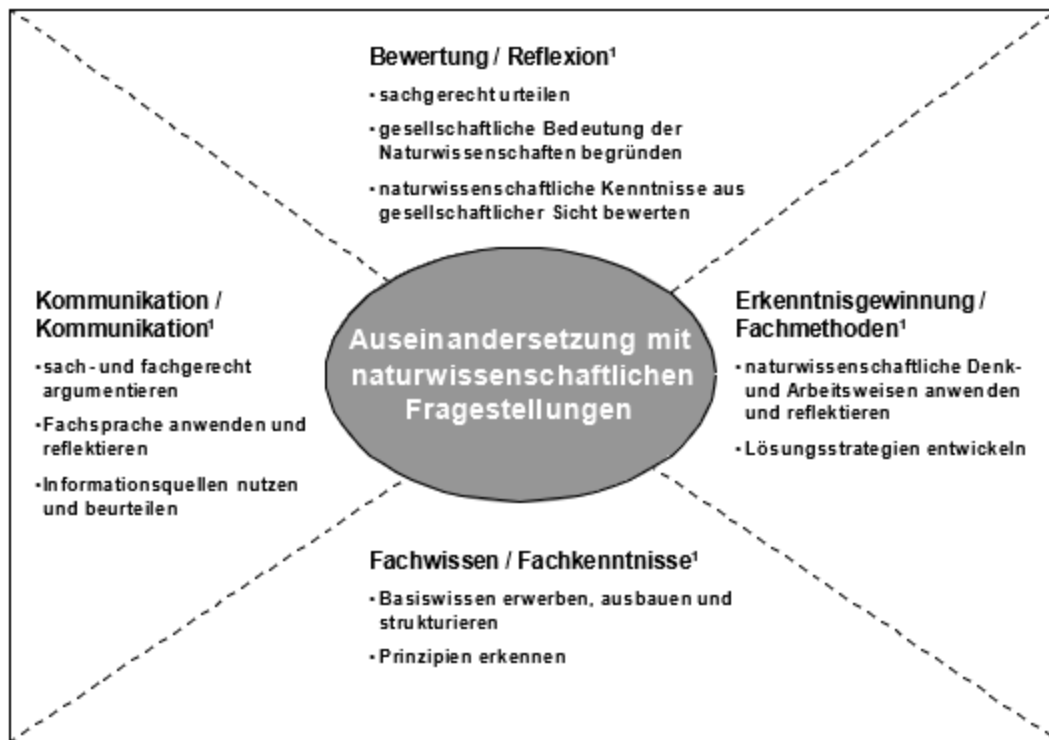 Bewertung / Reflexion¹
▪ sachgerecht urteilen
▪ gesellschaftliche Bedeutung der
Naturwissenschaften begründen
▪ naturwissenschaftliche Kenntnisse aus
gesellschaftlicher Sicht bewerten
Kommunikation /
Kommunikation¹
▪ sach- und fachgerecht
argumentieren
▪ Fachsprache anwenden und
reflektieren
▪ Informationsquellen nutzen
und beurteilen
Auseinandersetzung mit
naturwissenschaftlichen
Fragestellungen
Erkenntnisgewinnung /
Fachmethoden¹
▪ naturwissenschaftliche Denk-
und Arbeitsweisen anwenden
und reflektieren
▪ Lösungsstrategien entwickeln
Fachwissen / Fachkenntnisse¹
▪ Basiswissen erwerben, ausbauen und
strukturieren
▪ Prinzipien erkennen